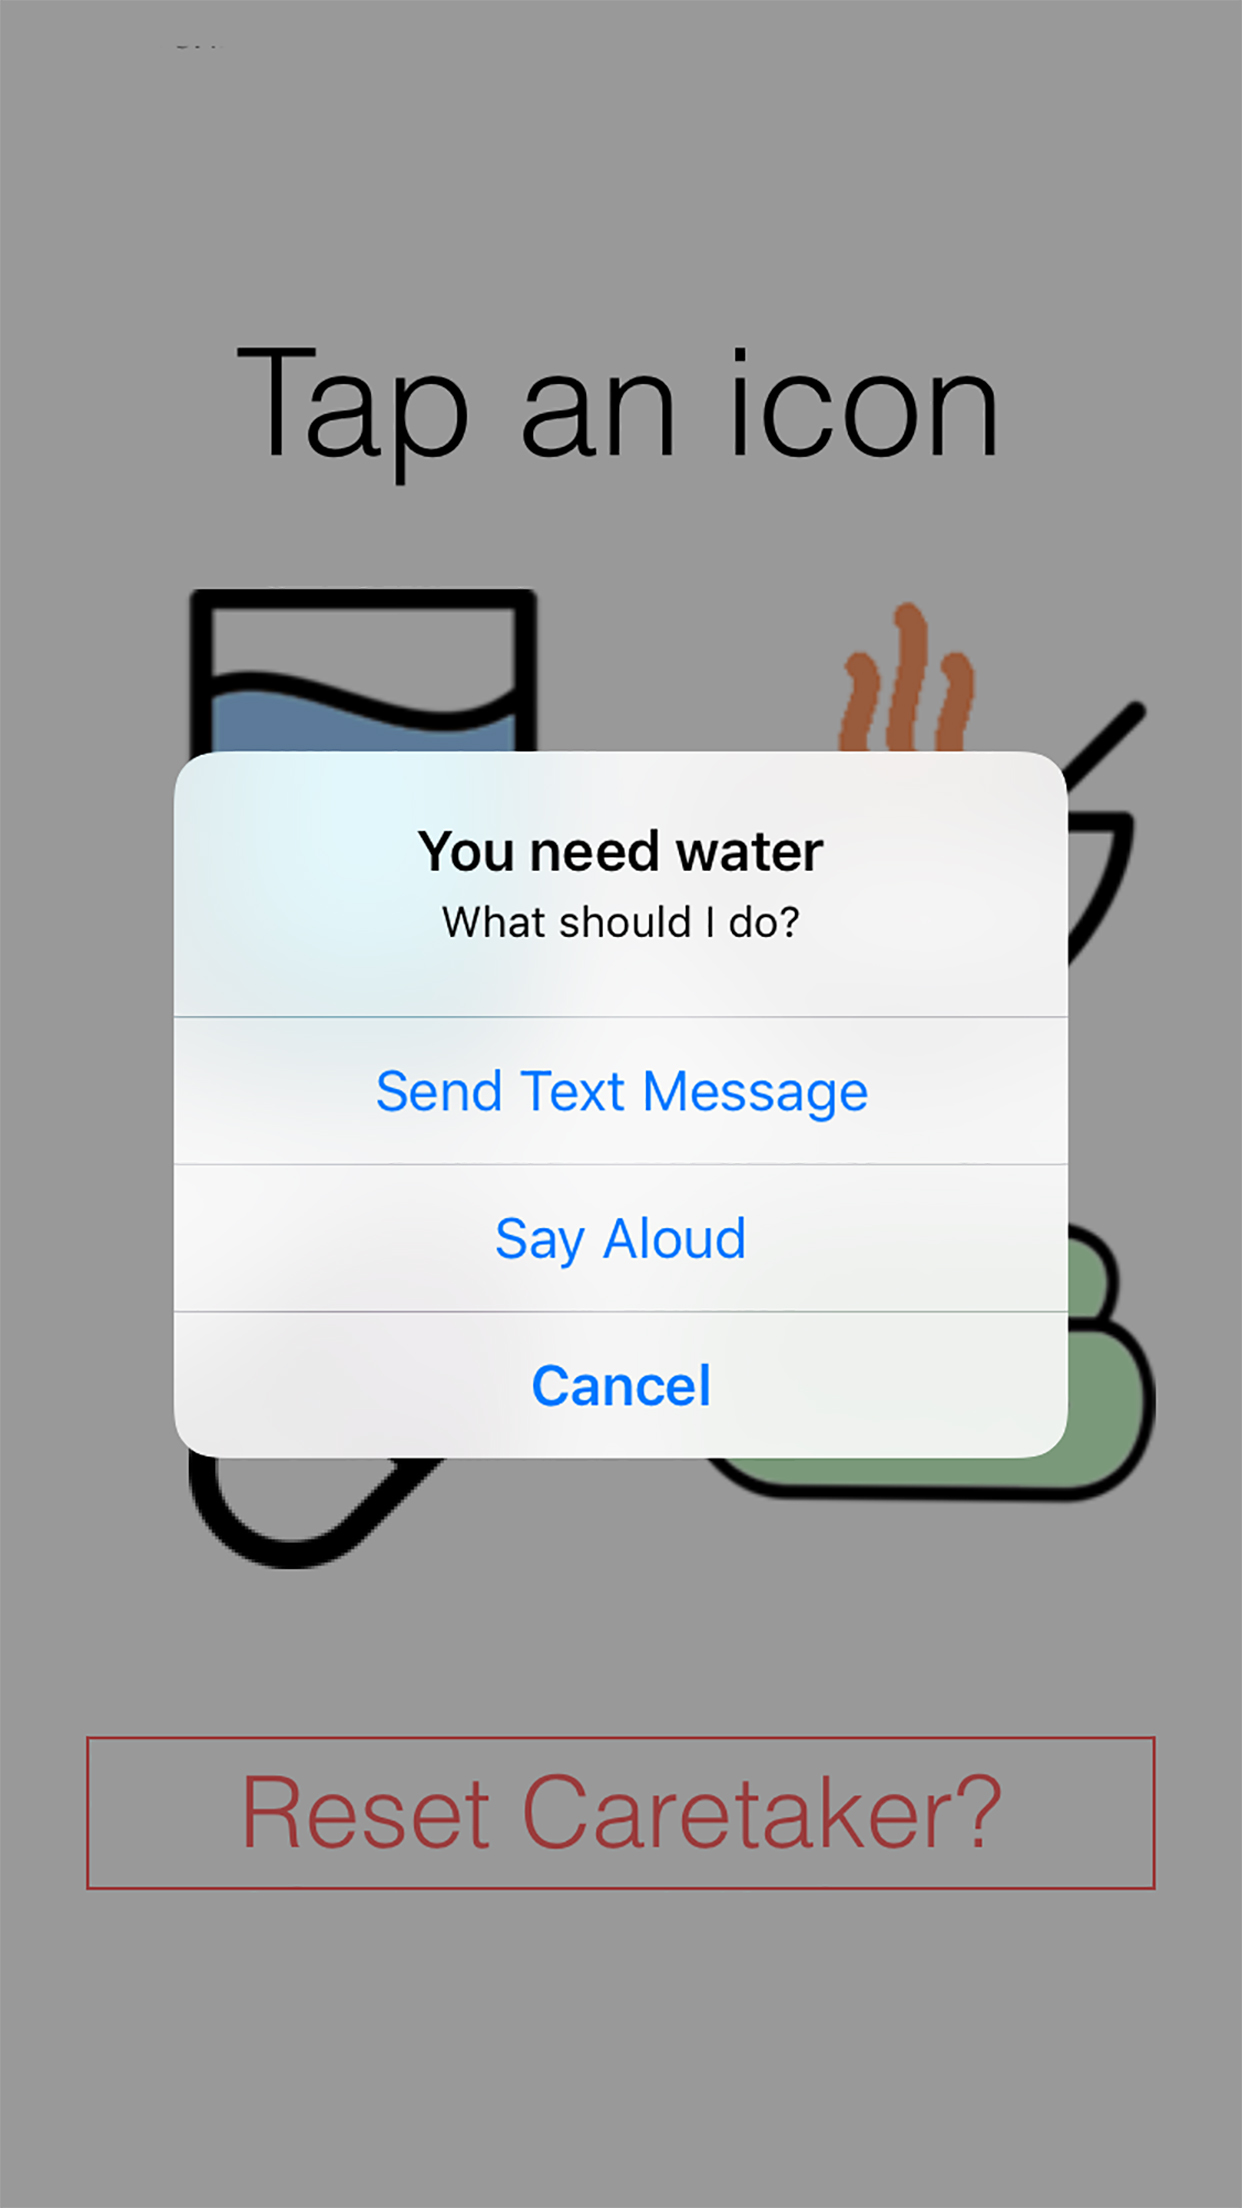 Tap an icon
You need water
What should I do?
Send Text Message
Say Aloud
Cancel
Reset Caretaker?